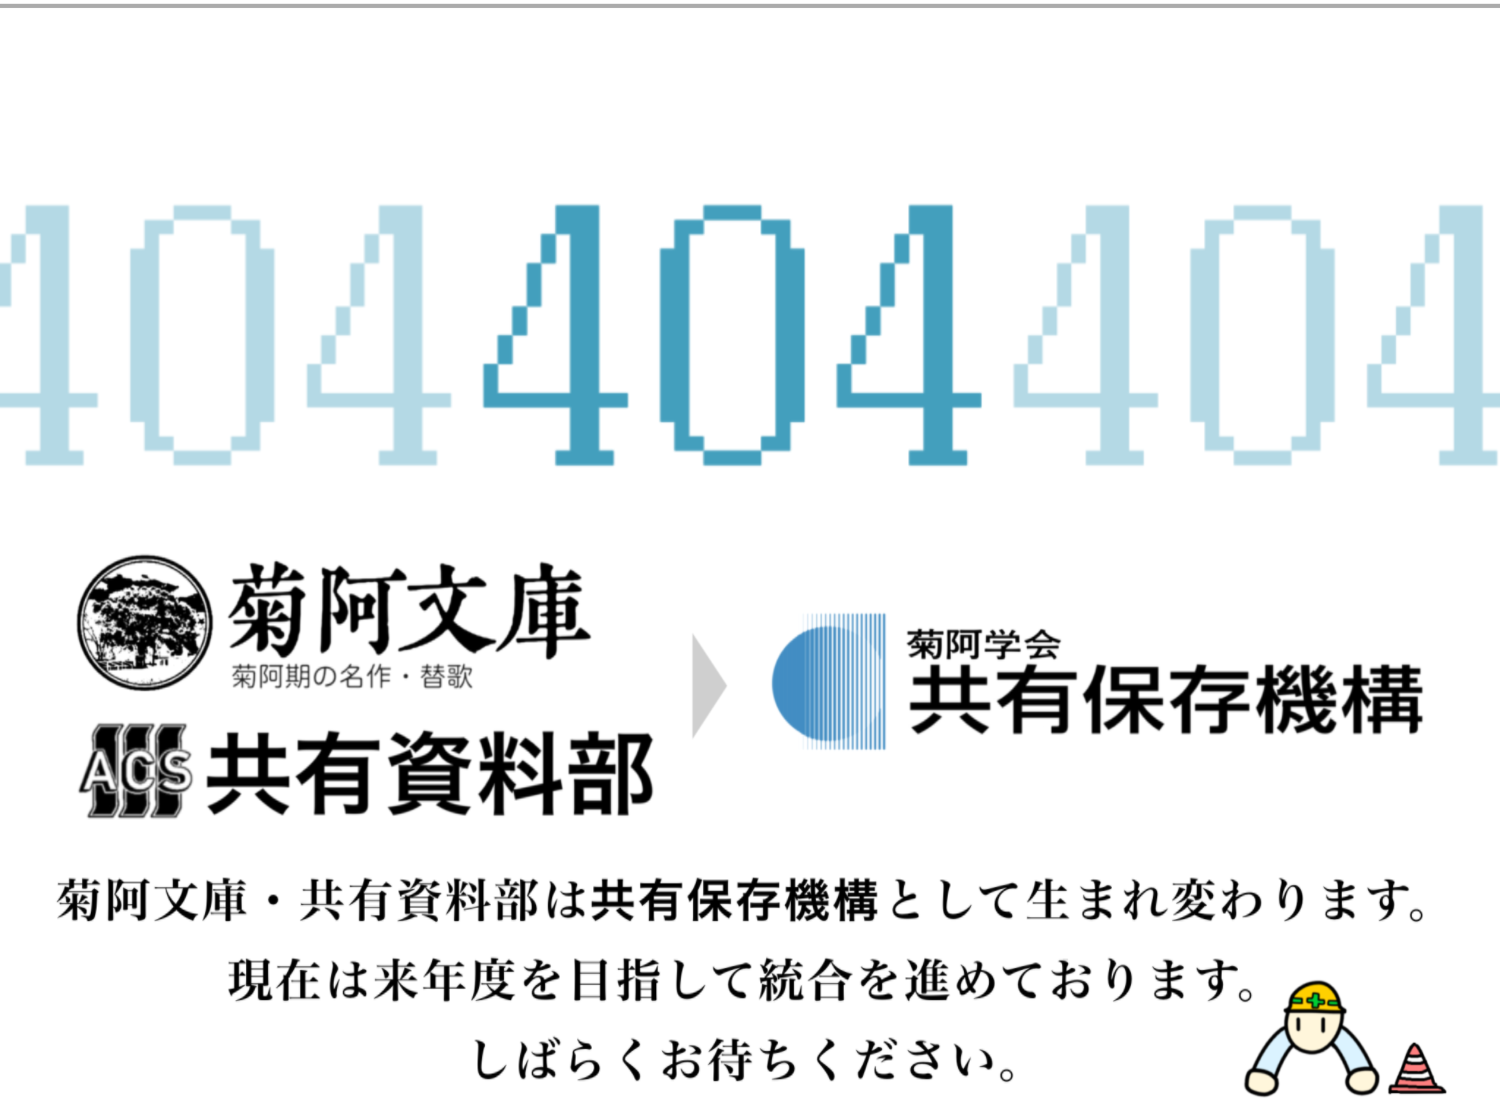 404404404
菊阿文庫
菊阿期の名作・替歌
ACS 共有資料部
菊阿学会
共有保存機構
菊阿文庫・共有資料部は共有保存機構として生まれ変わります。
現在は来年度を目指して統合を進めております。
しばらくお待ちください。